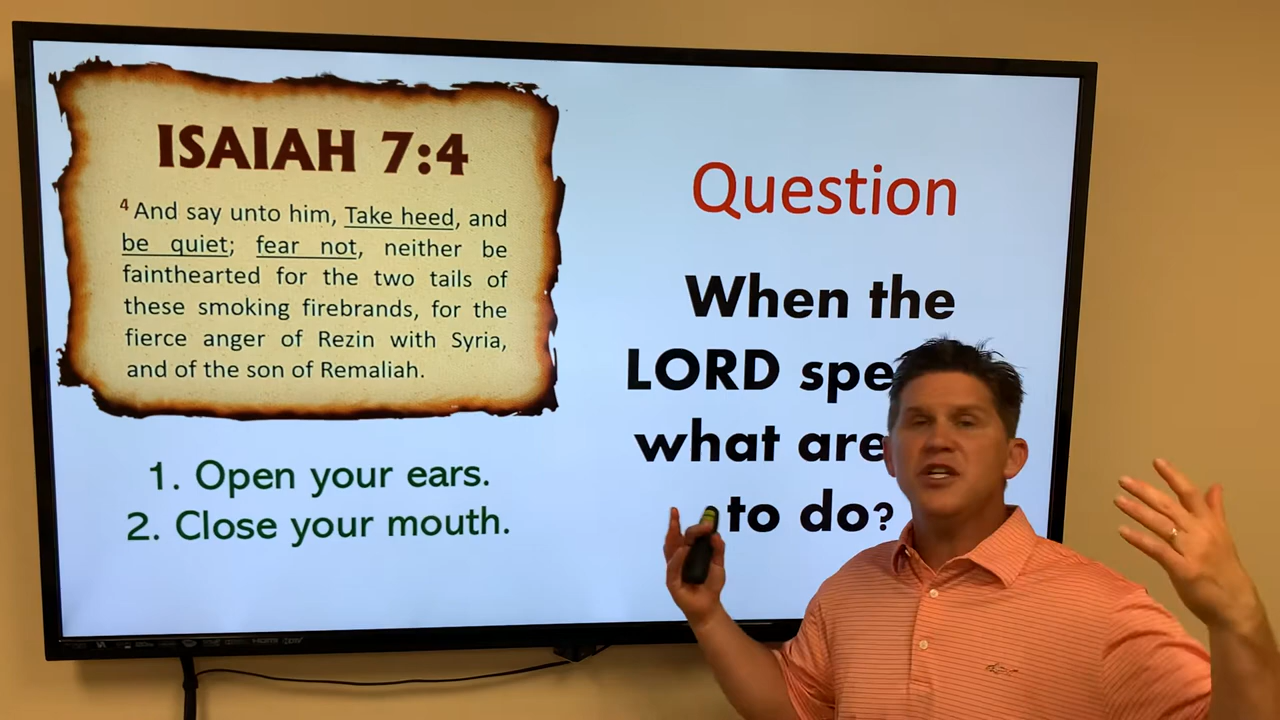 ISAIAH 7:4
4 And say unto him, Take heed, and
be quiet; fear not, neither be
fainthearted for the two tails of
these smoking firebrands, for the
fierce anger of Rezin with Syria,
and of the son of Remaliah.
1. Open your ears.
2. Close your mouth.
Question
When the
LORD spe
what are
to do?